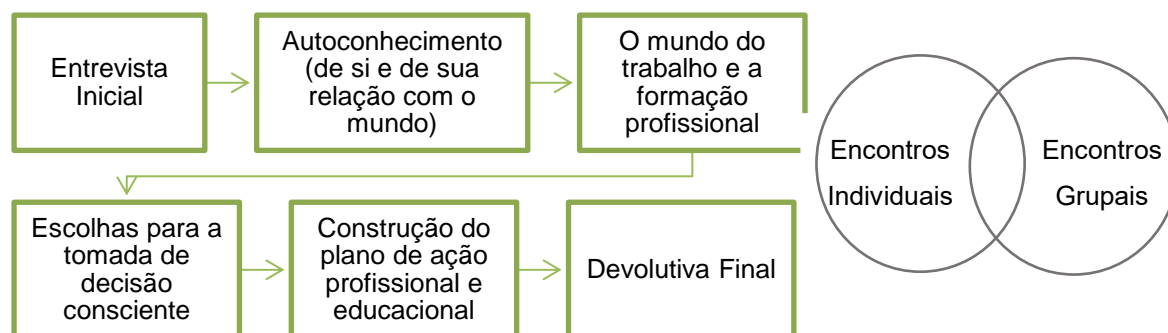 Entrevista
Inicial
Autoconhecimento
(de si e de sua
relação com o
mundo)
O mundo do
trabalho e a
formação
profissional
Encontros
Individuais
Encontros
Grupais
Escolhas para a
tomada de
decisão
consciente
Construção do
plano de ação
profissional e
educacional
Devolutiva Final